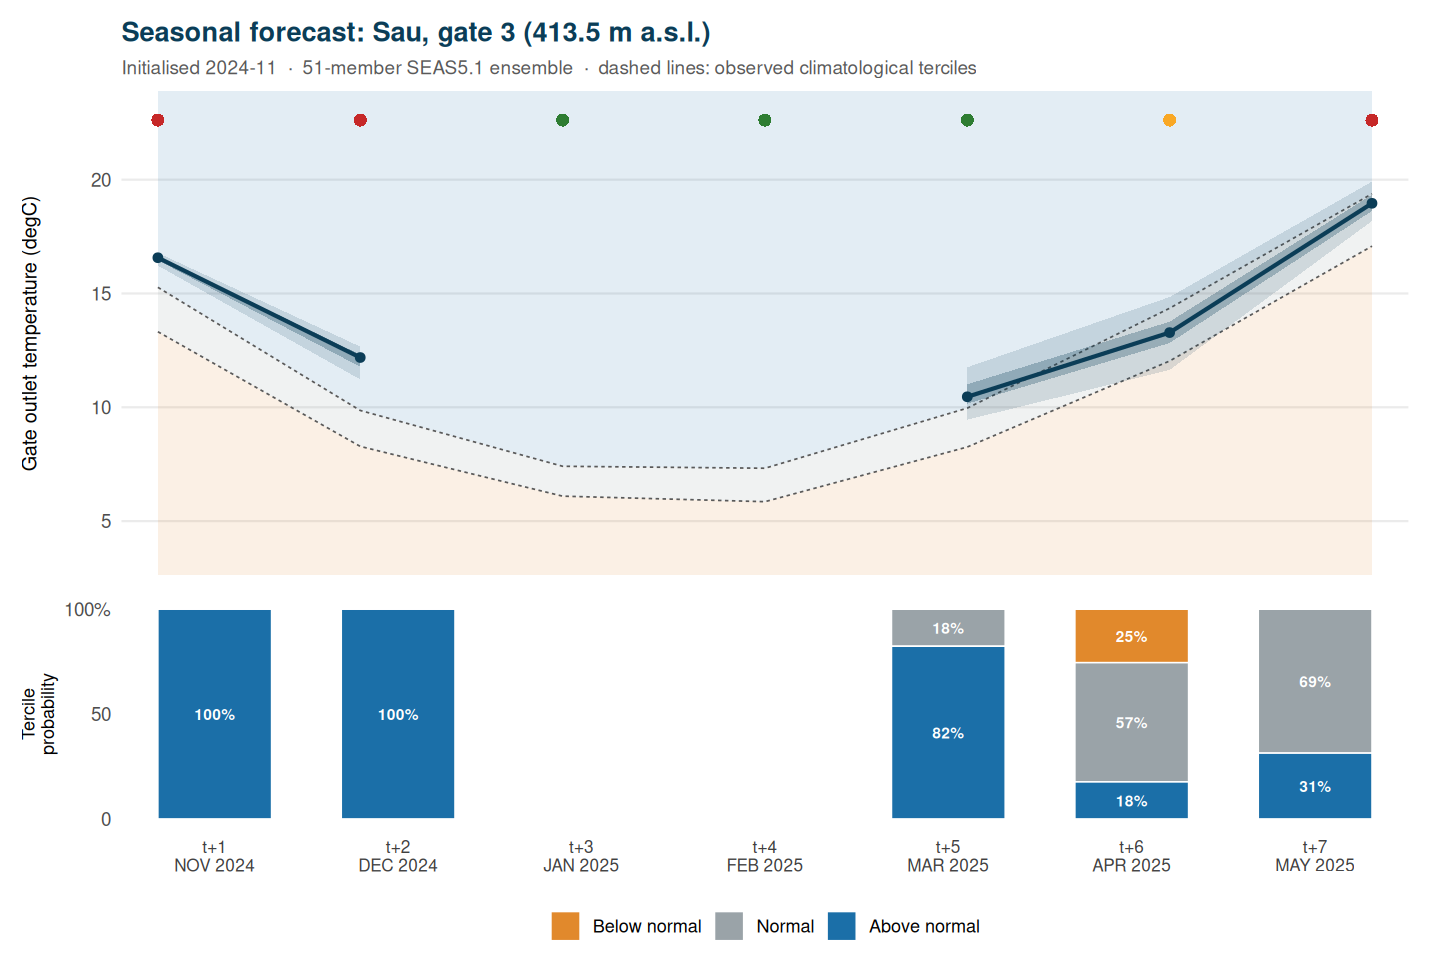 Seasonal forecast: Sau, gate 3 (413.5 m a.s.l.)
Initialised 2024-11 · 51-member SEAS5.1 ensemble · dashed lines: observed climatological terciles
Gate outlet temperature (degC)
20
15
10
5
Tercile
probability
100%
50
0
100%
100%
18%
82%
25%
57%
18%
69%
31%
t+1
NOV 2024
t+2
DEC 2024
t+3
JAN 2025
t+4
FEB 2025
t+5
MAR 2025
t+6
APR 2025
t+7
MAY 2025
Below normal
Normal
Above normal